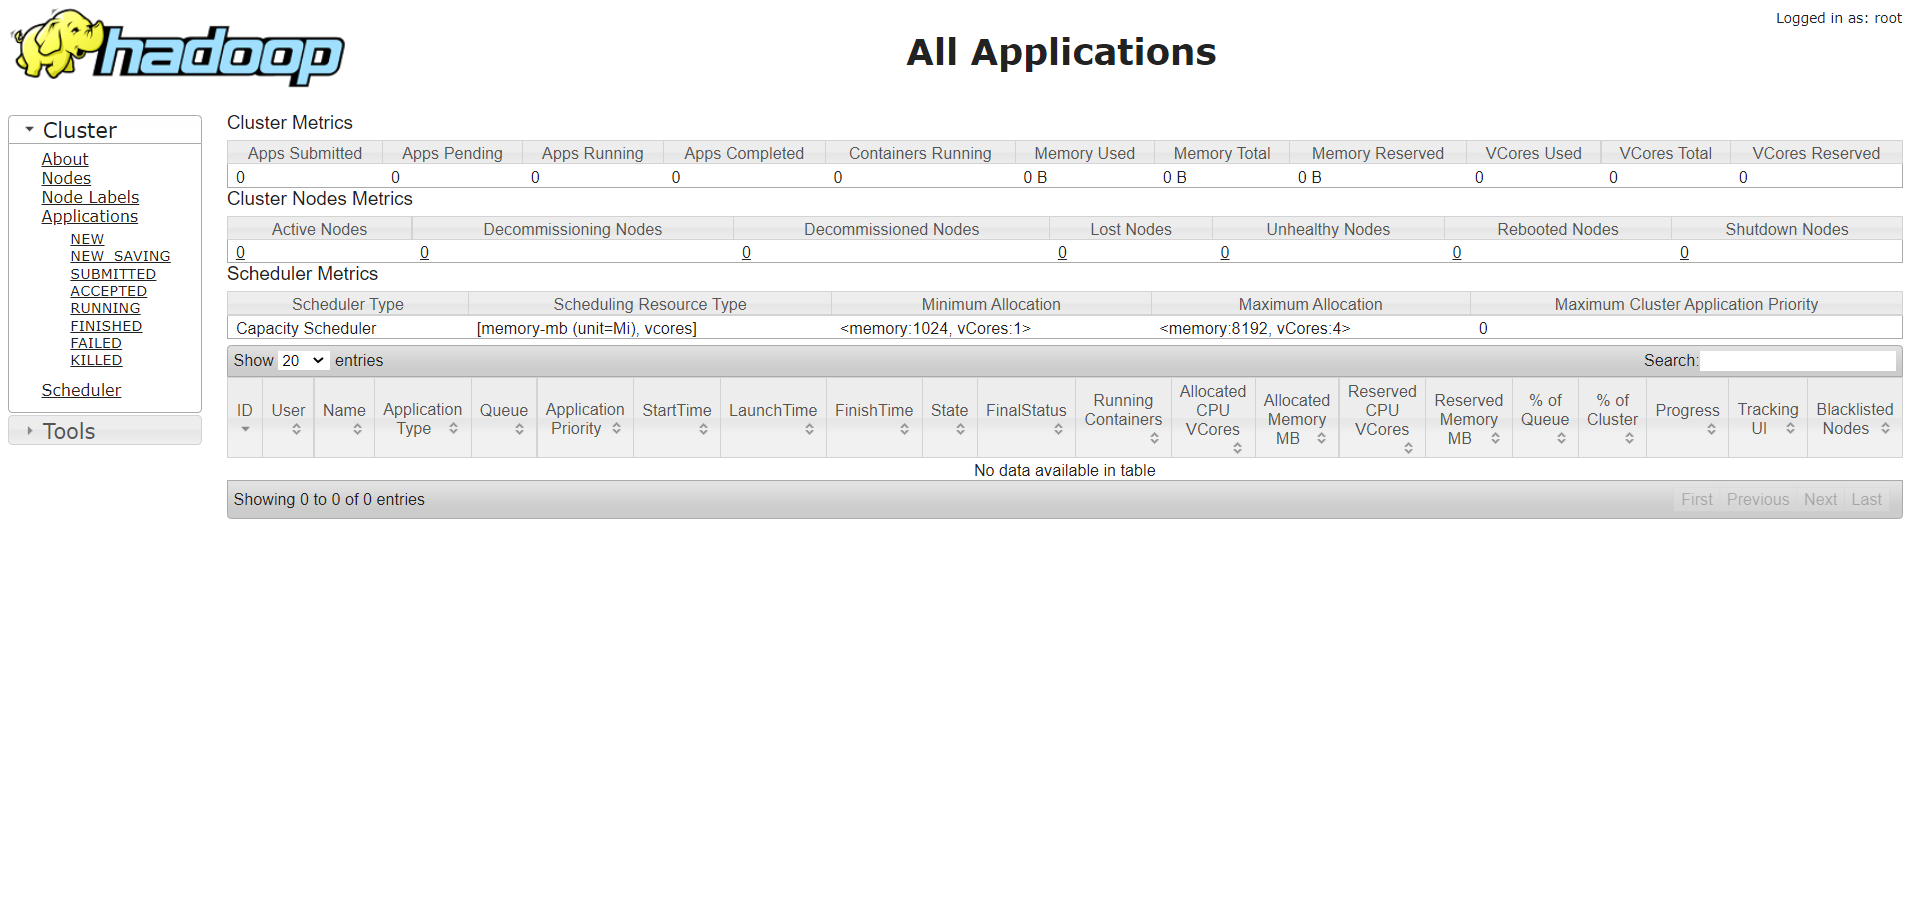 hadoop
Logged in as: root
All Applications
Cluster
About
Nodes
Node Labels
Applications
NEW
NEW_SAVING
SUBMITTED
ACCEPTED
RUNNING
FINISHED
FAILED
KILLED
Scheduler
Tools
Cluster Metrics
Apps Submitted Apps Pending Apps Running Apps Completed Containers Running Memory Used Memory Total Memory Reserved VCores Used VCores Total VCores Reserved
0 0 0 0 0 0 B 0 B 0 B 0 0 0
Cluster Nodes Metrics
Active Nodes Decommissioning Nodes Decommissioned Nodes Lost Nodes Unhealthy Nodes Rebooted Nodes Shutdown Nodes
0 0 0 0 0 0 0
Scheduler Metrics
Scheduler Type Scheduling Resource Type Minimum Allocation Maximum Allocation Maximum Cluster Application Priority
Capacity Scheduler [memory-mb (unit=Mi), vcores] <memory:1024, vCores:1> <memory:8192, vCores:4> 0
Show 20 entries Search:
ID User Name Application Type Queue Application Priority StartTime LaunchTime FinishTime State FinalStatus Running Containers Allocated CPU VCores Allocated Memory MB Reserved CPU VCores Reserved Memory MB % of Queue % of Cluster Progress Tracking UI Blacklisted Nodes
No data available in table
Showing 0 to 0 of 0 entries First Previous Next Last